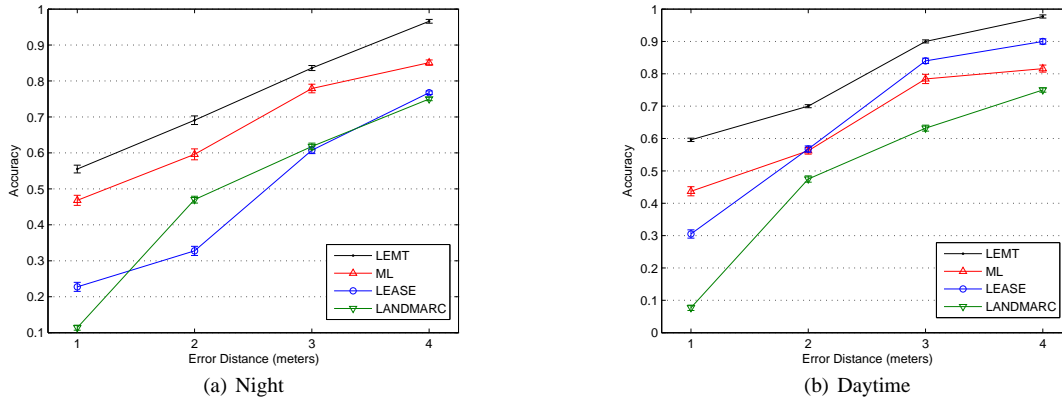 1
0.9
0.8
0.7
0.6
0.5
0.4
0.3
0.2
0.1
Accuracy
1 2 3 4
Error Distance (meters)
LEMT
ML
LEASE
LANDMARC
(a) Night
1
0.9
0.8
0.7
0.6
0.5
0.4
0.3
0.2
0.1
0
Accuracy
1 2 3 4
Error Distance (meters)
LEMT
ML
LEASE
LANDMARC
(b) Daytime